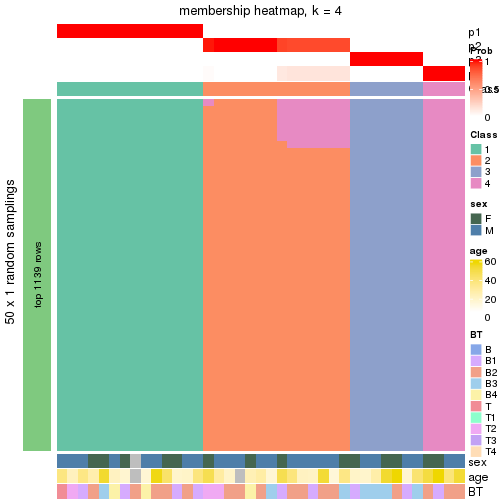 membership heatmap, k = 4
p1
p2
Prob
1
0.5
0
Class
1
2
3
4
sex
F
M
age
60
40
20
0
BT
B
B1
B2
B3
B4
T
T1
T2
T3
T4
50 x 1 random samplings
top 1139 rows
sex
age
BT